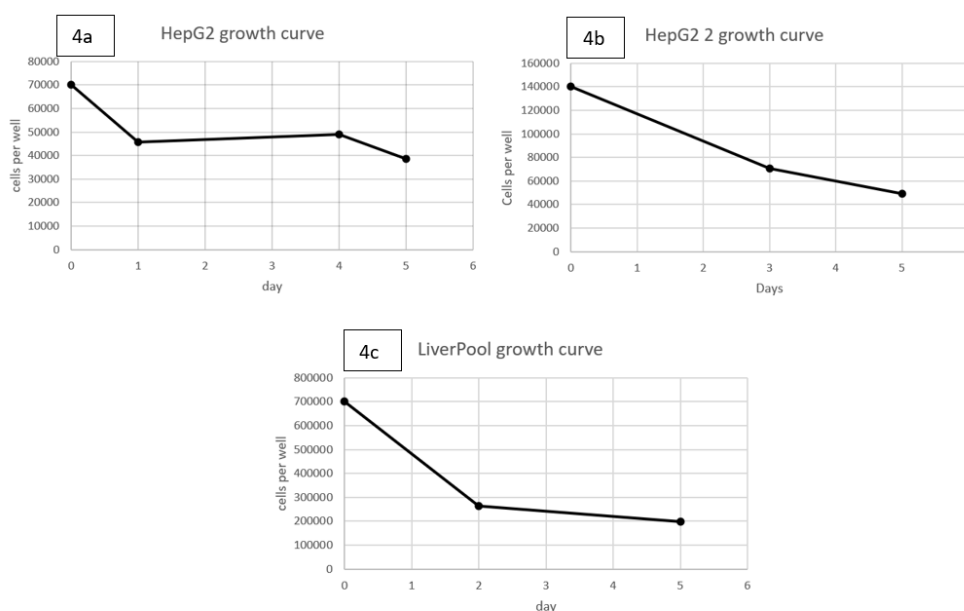 4a
HepG2 growth curve
80000
70000
60000
50000
40000
30000
20000
10000
0
cells per well
0 1 2 3 4 5 6
day
4b
HepG2 2 growth curve
160000
140000
120000
100000
80000
60000
40000
20000
0
Cells per well
0 1 2 3 4 5
Days
4c
LiverPool growth curve
800000
700000
600000
500000
400000
300000
200000
100000
0
cells per well
0 1 2 3 4 5 6
day